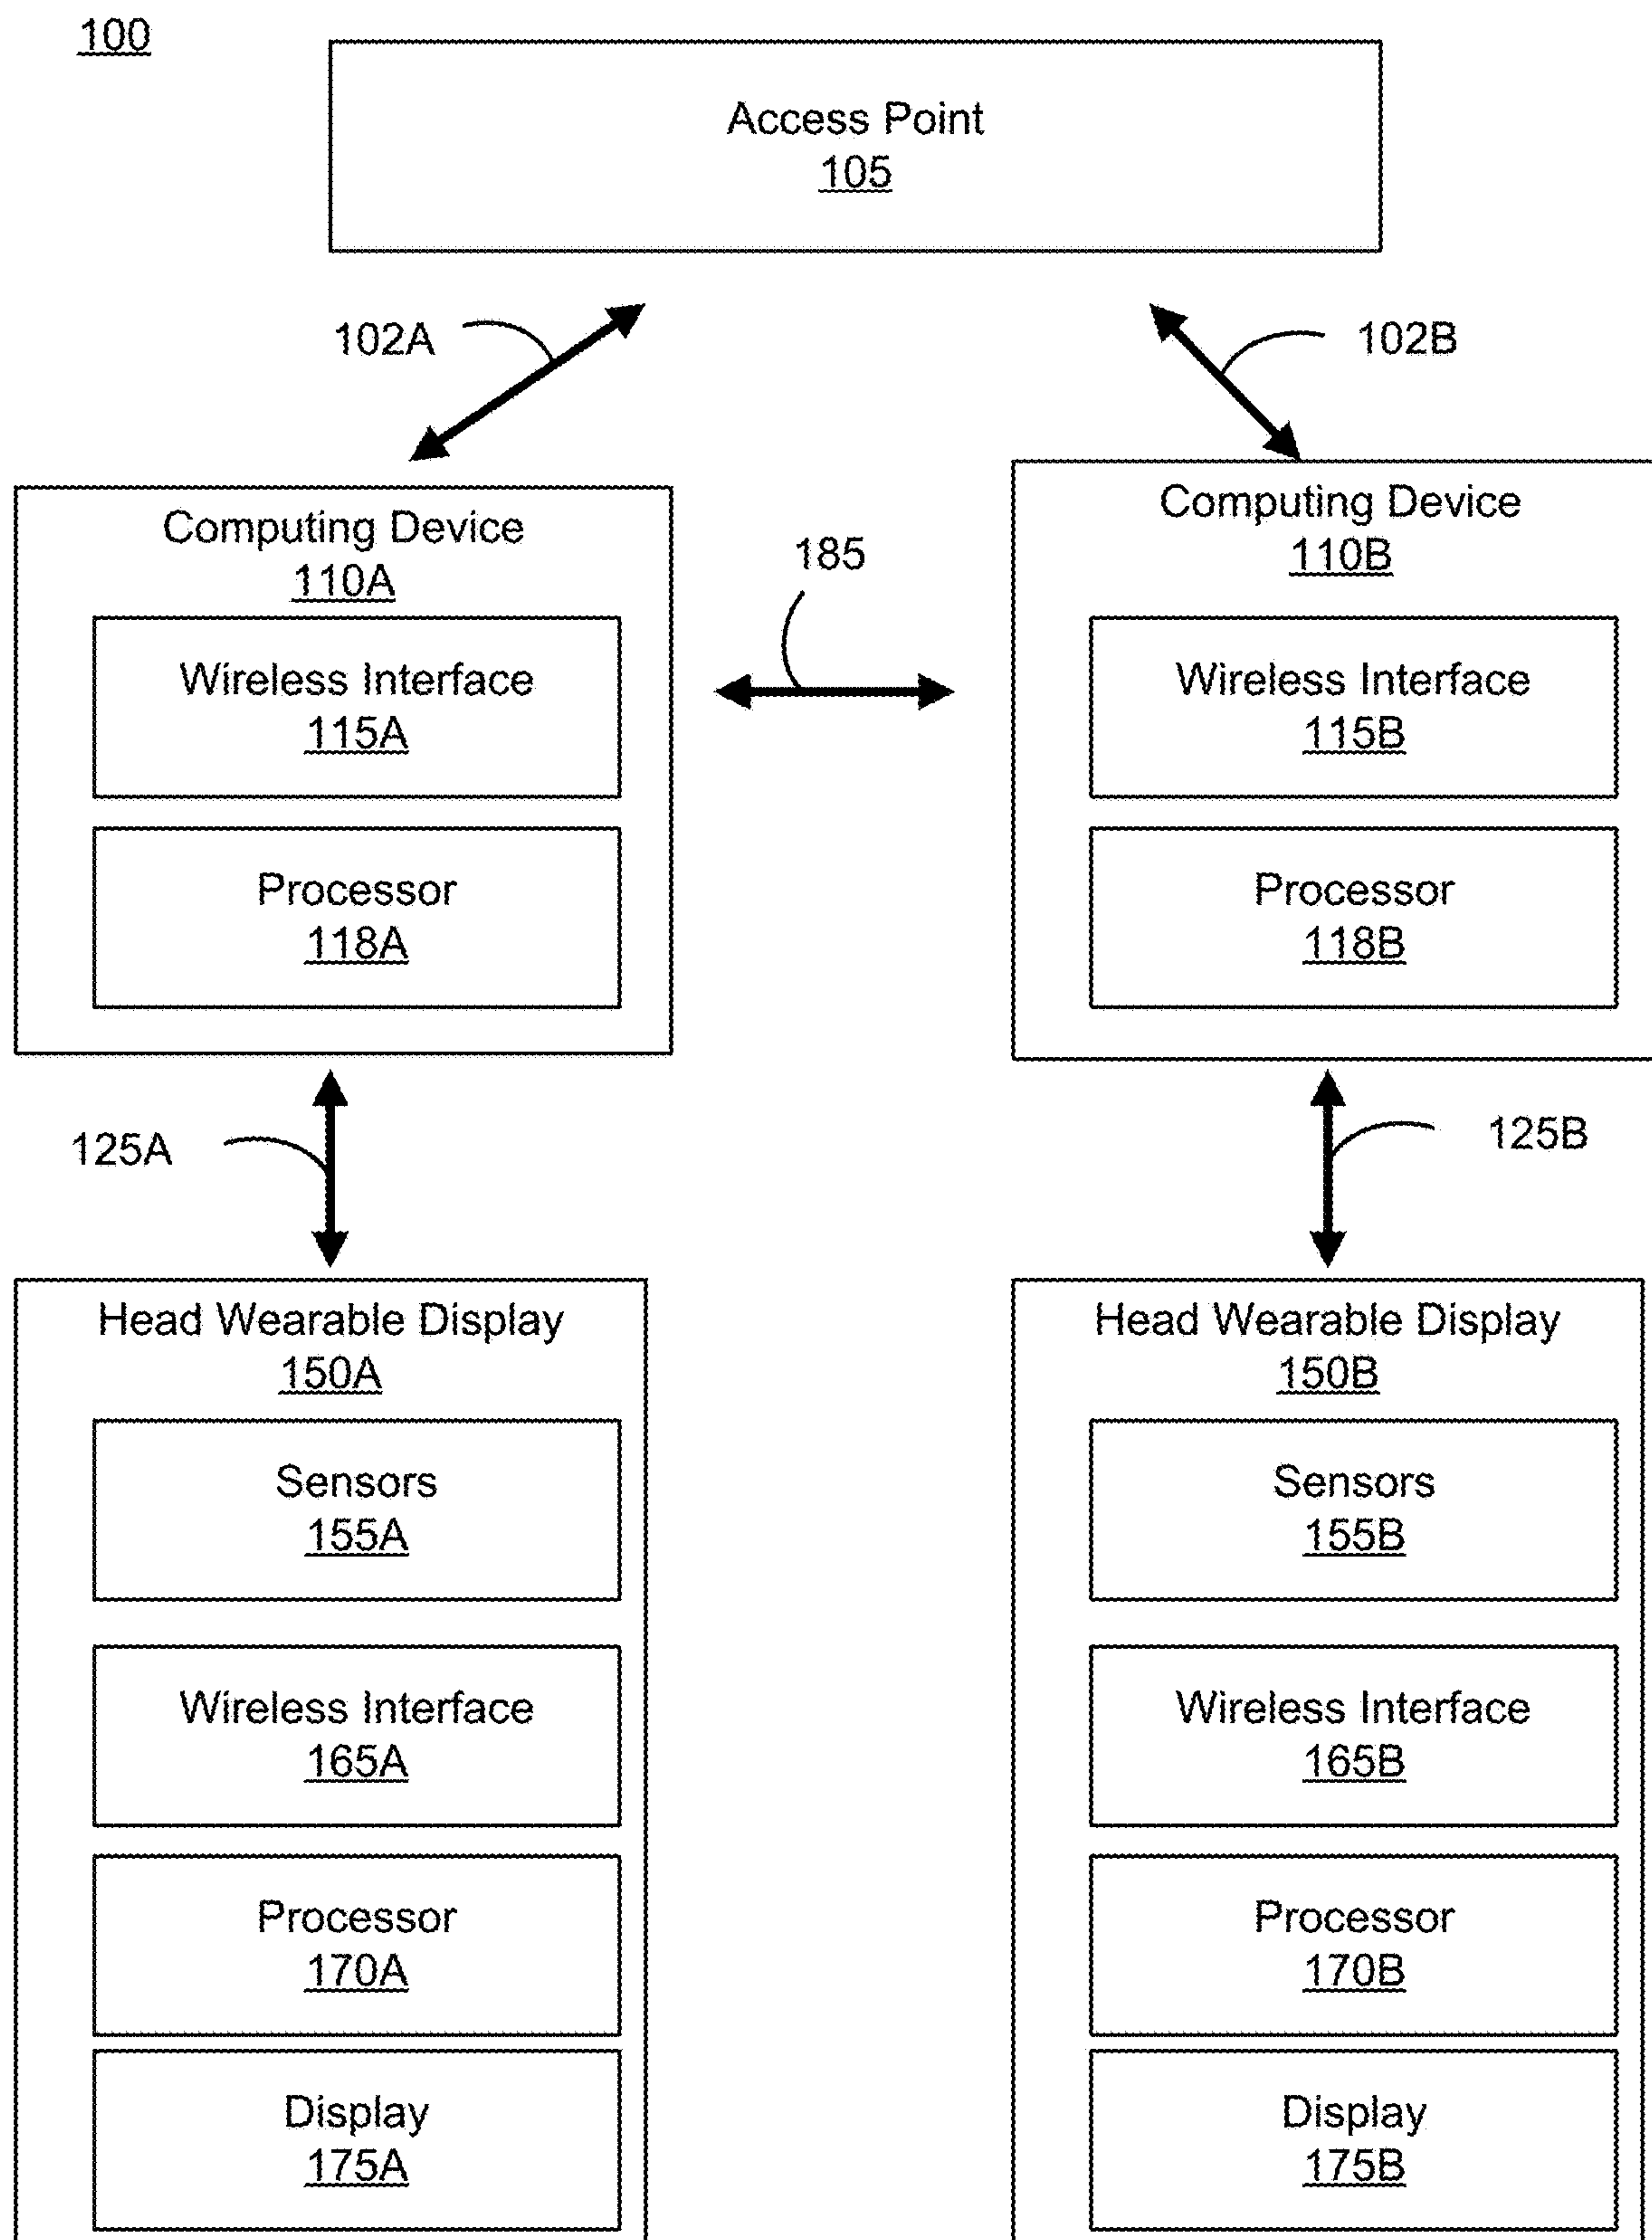 100
Access Point
105
102A
102B
Computing Device
110A
Wireless Interface
115A
Processor
118A
185
Computing Device
110B
Wireless Interface
115B
Processor
118B
125A
125B
Head Wearable Display
150A
Sensors
155A
Wireless Interface
165A
Processor
170A
Display
175A
Head Wearable Display
150B
Sensors
155B
Wireless Interface
165B
Processor
170B
Display
175B